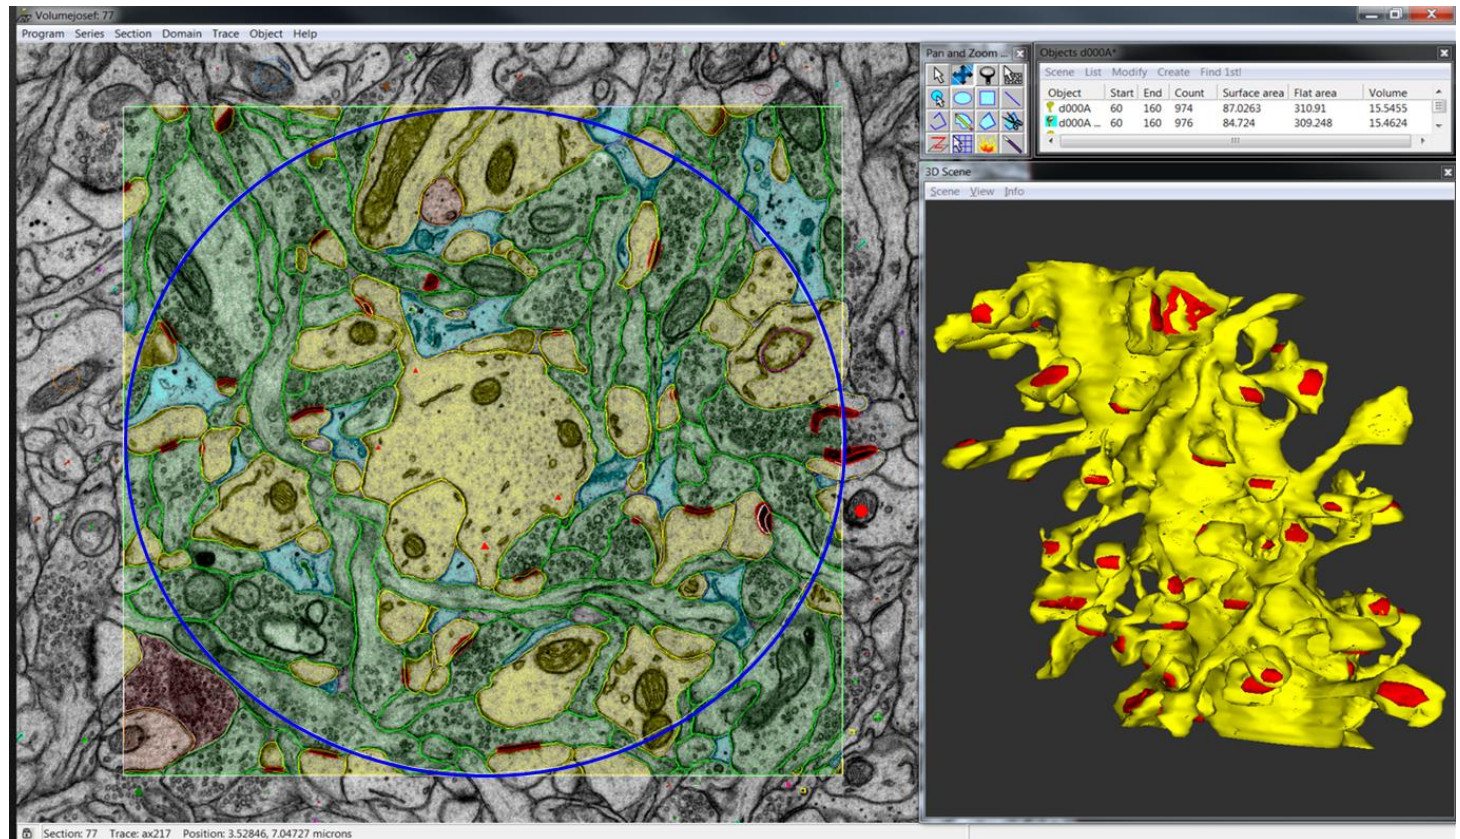 Volumejosef: 77
Program Series Section Domain Trace Object Help
Pan and Zoom ...
Objects d000A*
Scene List Modify Create Find 1st!
Object Start End Count Surface area Flat area Volume
d000A 60 160 974 87.0263 310.91 15.5455
d000A ... 60 160 976 84.724 309.248 15.4624
3D Scene
Scene View Info
Section: 77 Trace: ax217 Position: 3.52846, 7.04727 microns